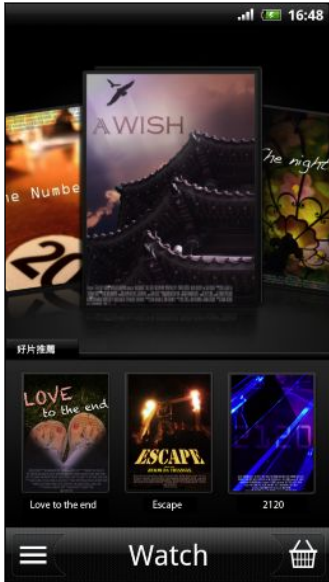 16:48
A WISH
he Numbe
20
The night
好片推薦
LOVE
to the end
ESCAPE
2120
Love to the end
Escape
2120
Watch